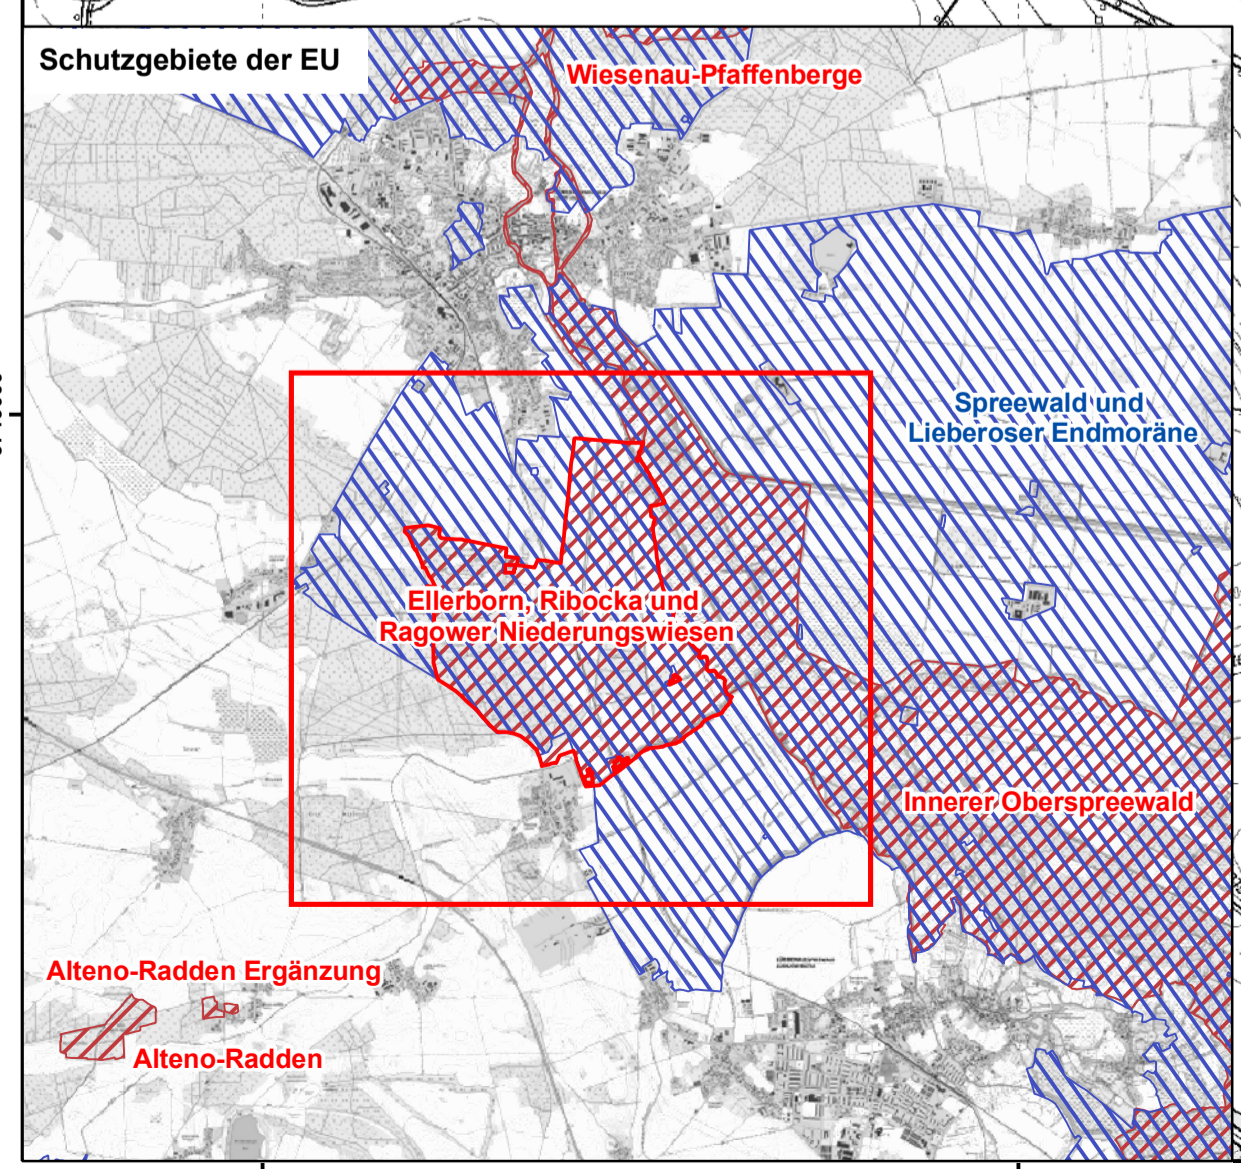 Schutzgebiete der EU
Wiesenau-Pfaffenberge
Spreewald und
Lieberoser Endmoräne
Ellerborn, Ribocka und
Ragower Niederungswiesen
Innerer Oberspreewald
Alteno-Radden Ergänzung
Alteno-Radden